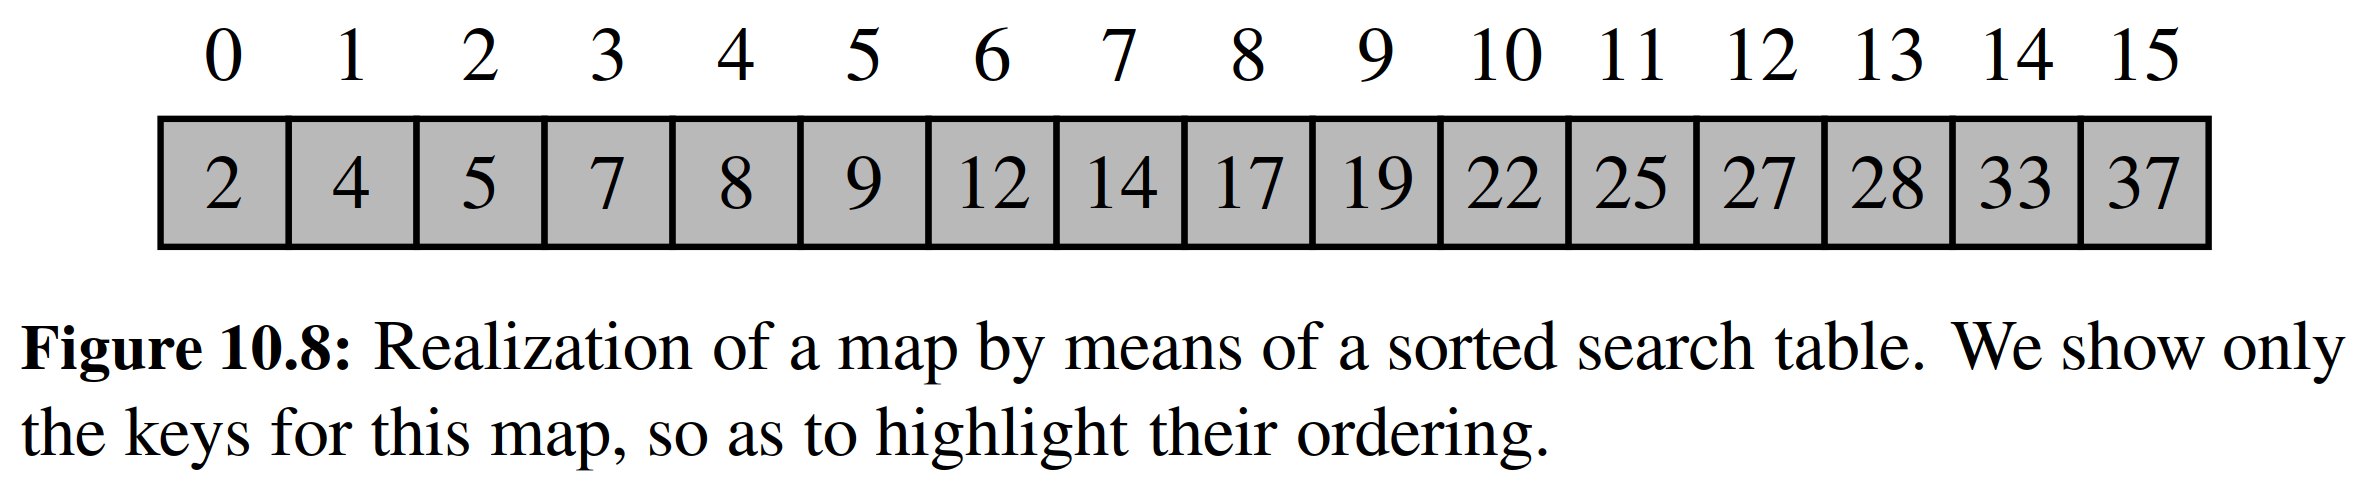 0 1 2 3 4 5 6 7 8 9 10 11 12 13 14 15
2 4 5 7 8 9 12 14 17 19 22 25 27 28 33 37
Figure 10.8: Realization of a map by means of a sorted search table. We show only
the keys for this map, so as to highlight their ordering.